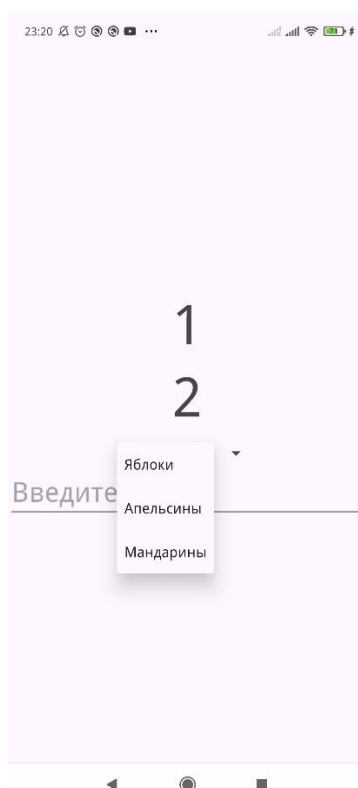 23:20
1
2
Яблоки
Введите
Апельсины
Мандарины